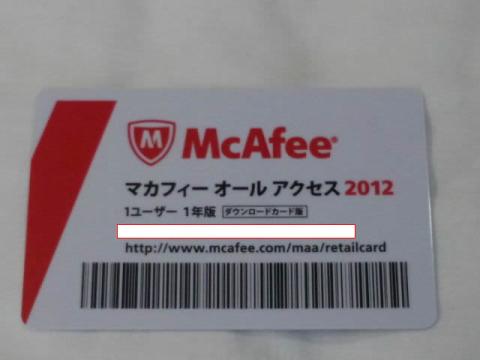 McAfee®
マカフィー オール アクセス 2012
1ユーザー 1年版 ダウンロードカード版
http://www.mcafee.com/maa/retailcard